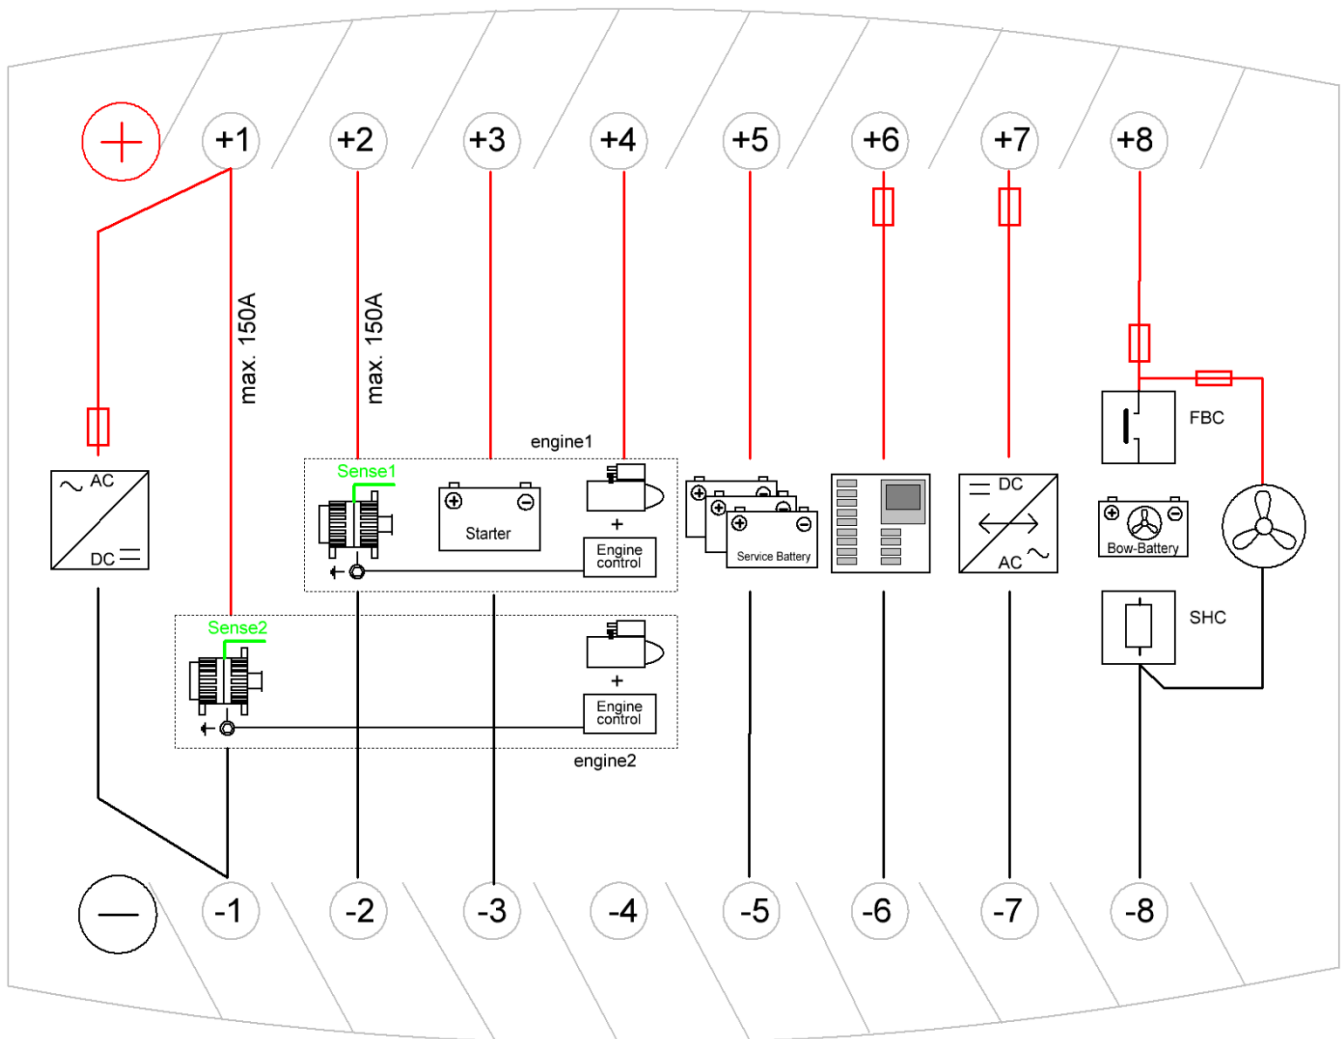 +1
+2
+3
+4
+5
+6
+7
+8
max. 150A
max. 150A
engine1
FBC
Sense1
AC
DC
Starter
+
Engine
control
Service Battery
DC
AC
Bow-Battery
SHC
Sense2
+
Engine
control
engine2
-1
-2
-3
-4
-5
-6
-7
-8